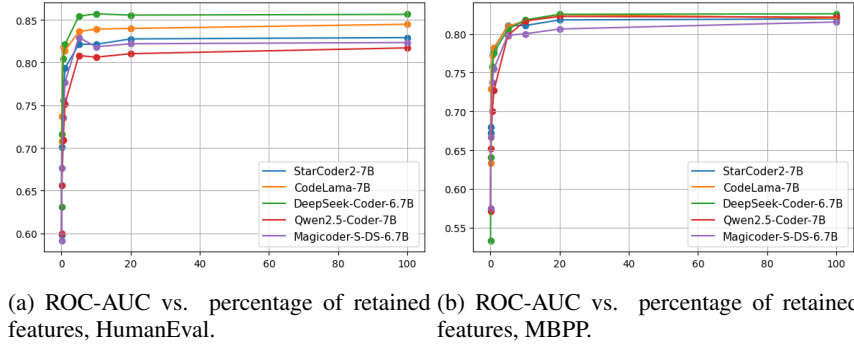 0.85
0.80
0.75
0.70
0.65
0.60
StarCoder2-7B
CodeLama-7B
DeepSeek-Coder-6.7B
Qwen2.5-Coder-7B
Magicoder-S-DS-6.7B
0 20 40 60 80 100
0.80
0.75
0.70
0.65
0.60
0.55
StarCoder2-7B
CodeLama-7B
DeepSeek-Coder-6.7B
Qwen2.5-Coder-7B
Magicoder-S-DS-6.7B
0 20 40 60 80 100
(a) ROC-AUC vs. percentage of retained
features, HumanEval.
(b) ROC-AUC vs. percentage of retained
features, MBPP.